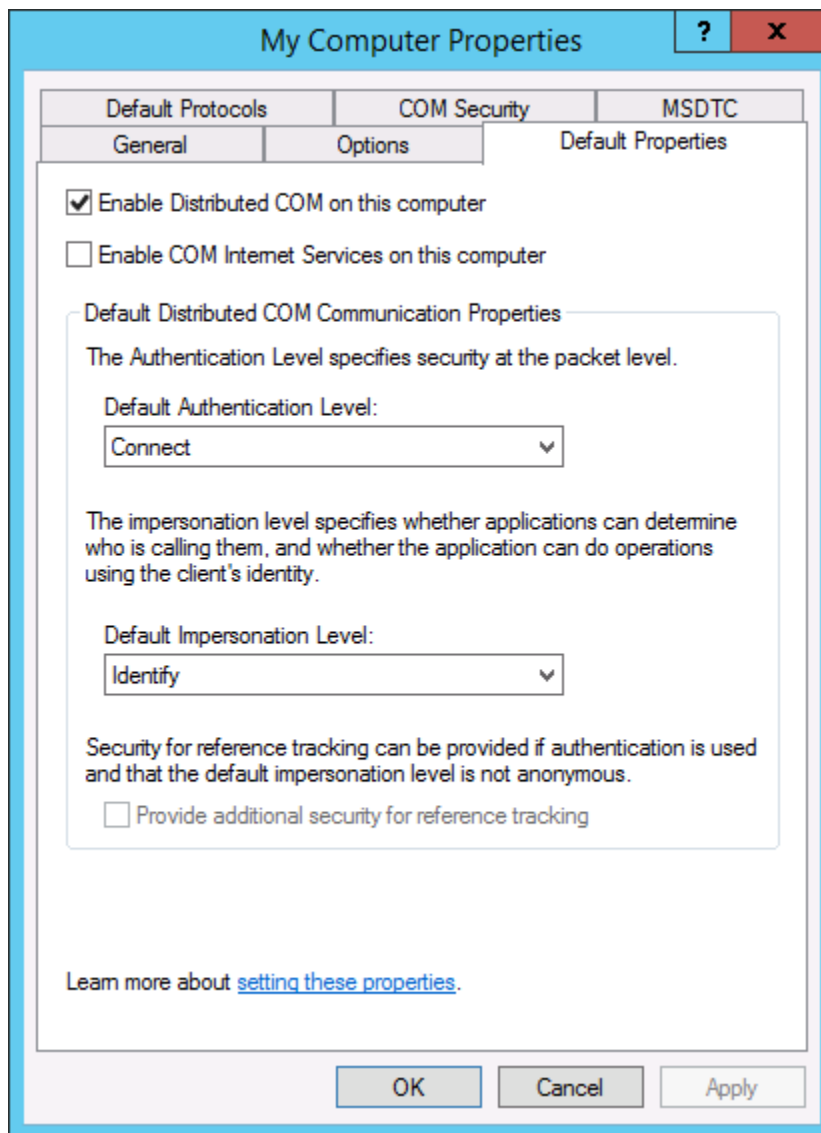 My Computer Properties
? x
Default Protocols COM Security MSDTC
General Options Default Properties
Enable Distributed COM on this computer
Enable COM Internet Services on this computer
Default Distributed COM Communication Properties
The Authentication Level specifies security at the packet level.
Default Authentication Level:
Connect
The impersonation level specifies whether applications can determine
who is calling them, and whether the application can do operations
using the client's identity.
Default Impersonation Level:
Identify
Security for reference tracking can be provided if authentication is used
and that the default impersonation level is not anonymous.
Provide additional security for reference tracking
Learn more about setting these properties.
OK Cancel Apply